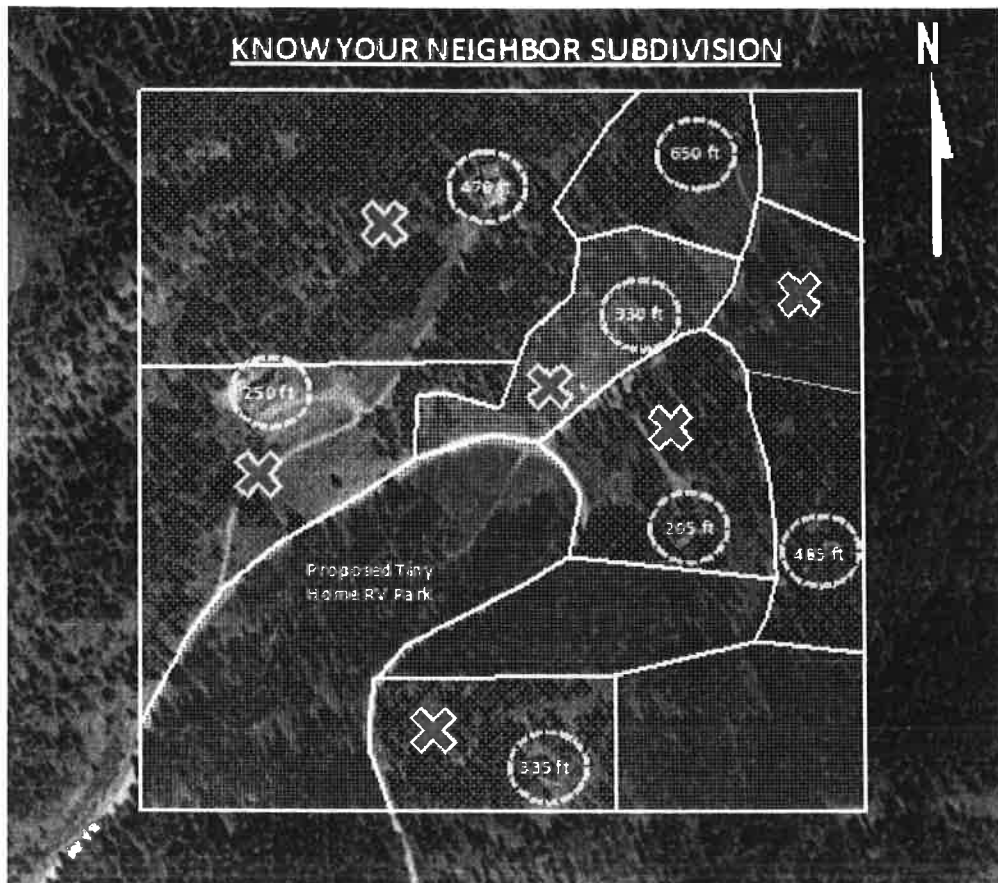 KNOW YOUR NEIGHBOR SUBDIVISION
N
650 ft
470 ft
330 ft
250 ft
295 ft
485 ft
Proposed Tiny
Home RV Park
335 ft